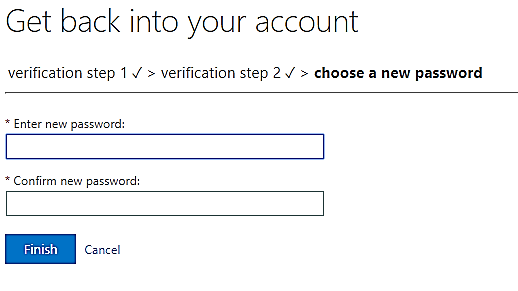 Get back into your account
verification step 1 ✓ > verification step 2 ✓ > choose a new password
* Enter new password:
* Confirm new password:
Finish Cancel